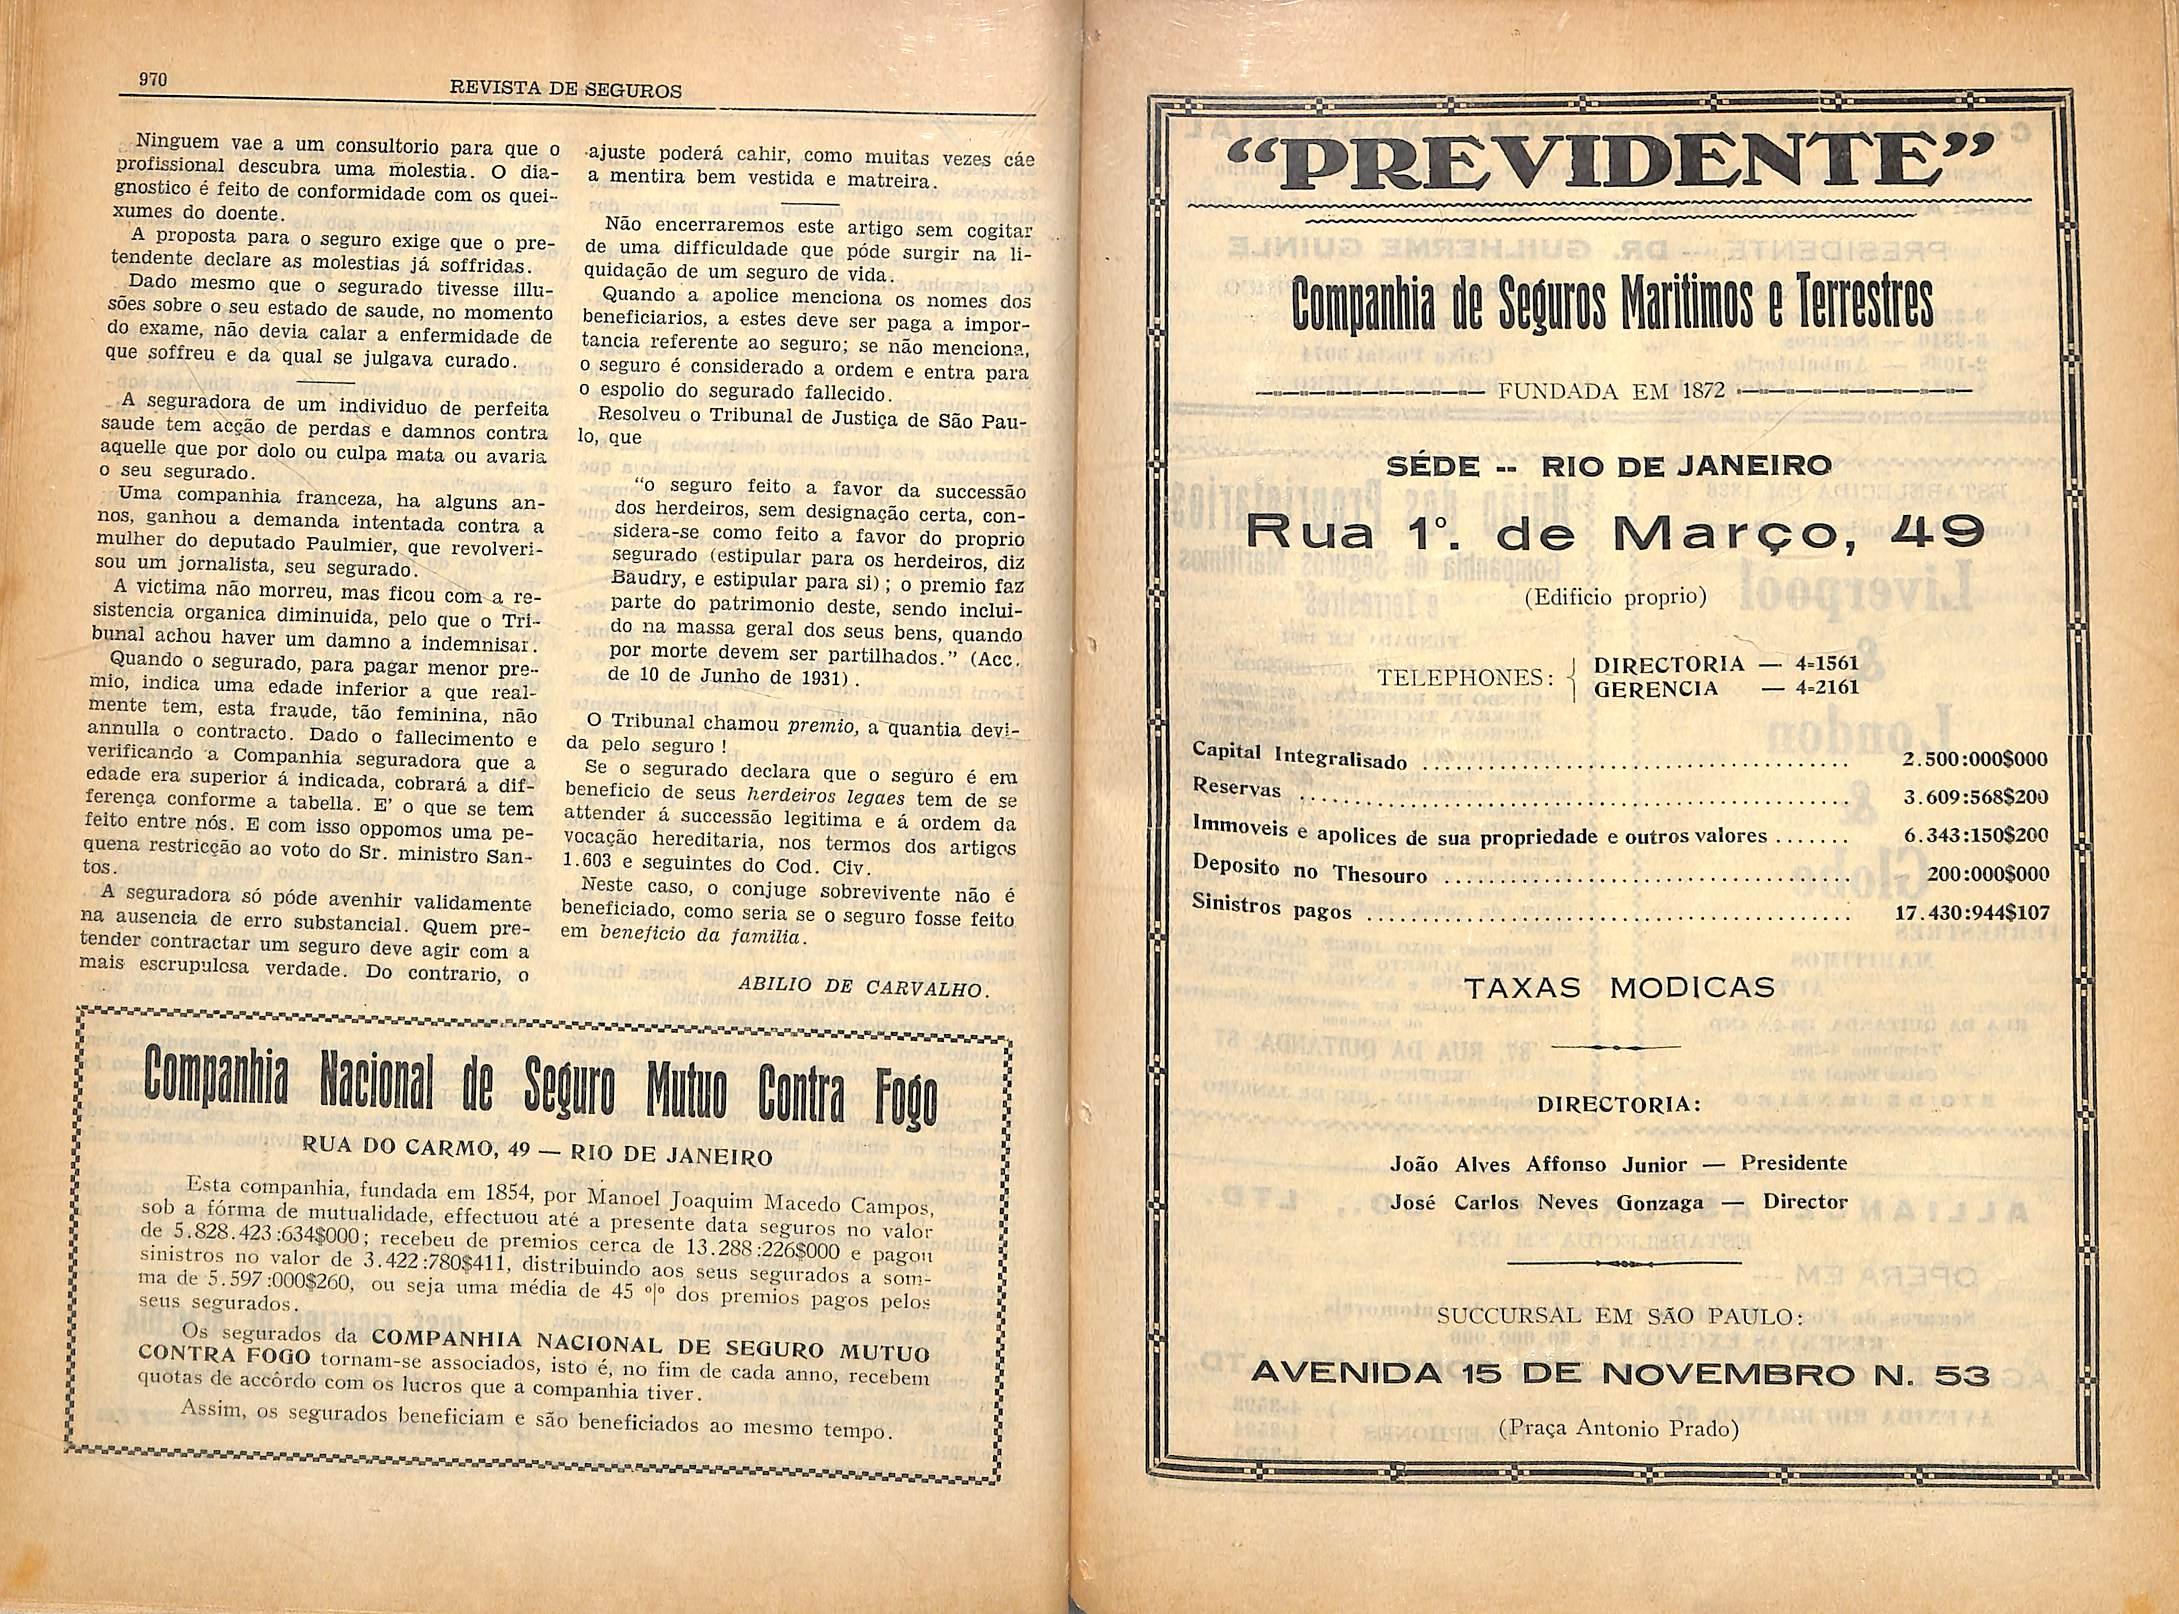 970
REVISTA DE SEGUROS
Ninguem vae a um consultorio para que o
profissional descubra uma molestia. O dia-
gnostico é feito de conformidade com os quei-
xumes do doente.
A proposta para o seguro exige que o pre-
tendente declare as molestias já soffridas.
Dado mesmo que o segurado tivesse illu-
sões sobre o seu estado de saude, no momento
do exame, não devia calar a enfermidade de
que soffreu e da qual se julgava curado.
A seguradora de um individuo de perfeita
saude tem acção de perdas e damnos contra
aquelle que por dolo ou culpa mata ou avaria
o seu segurado.
Uma companhia franceza, ha alguns an-
nos, ganhou a demanda intentada contra a
mulher do deputado Paulmier, que revolveri-
sou um jornalista, seu segurado.
A victima não morreu, mas ficou com a re-
sistencia organica diminuida, pelo que o Tri-
bunal achou haver um damno a indemnisar.
Quando o segurado, para pagar menor pre-
mio, indica uma edade inferior a que real-
mente tem, esta fraude, tão feminina, não
annulla o contracto. Dado o fallecimento e
verificando a Companhia seguradora que a
edade era superior á indicada, cobrará a dif-
ferença conforme a tabella. E' o que se tem
feito entre nós. E com isso oppomos uma pe-
quena restricção ao voto do Sr. ministro San-
tos.
A seguradora só póde avenhir validamente
na ausencia de erro substancial. Quem pre-
tender contractar um seguro deve agir com a
mais escrupulosa verdade. Do contrario, o
ajuste poderá cahir, como muitas vezes cáe
a mentira bem vestida e matreira.
Não encerraremos este artigo sem cogitar
de uma difficuldade que póde surgir na li-
quidação de um seguro de vida.
Quando a apolice menciona os nomes dos
beneficiarios, a estes deve ser paga a impor-
tancia referente ao seguro; se não menciona,
o seguro é considerado a ordem e entra para
o espolio do segurado fallecido.
Resolveu o Tribunal de Justiça de São Pau-
lo, que
"o seguro feito a favor da successão
dos herdeiros, sem designação certa, con-
sidera-se como feito a favor do proprio
segurado (estipular para os herdeiros, diz
Baudry, e estipular para si); o premio faz
parte do patrimonio deste, sendo inclui-
do na massa geral dos seus bens, quando
por morte devem ser partilhados." (Acc.
de 10 de Junho de 1931).
O Tribunal chamou premio, a quantia devi-
da pelo seguro !
Se o segurado declara que o seguro é em
beneficio de seus herdeiros legaes tem de se
attender á successão legitima e á ordem da
vocação hereditaria, nos termos dos artigos
1.603 e seguintes do Cod. Civ.
Neste caso, o conjuge sobrevivente não é
beneficiado, como seria se o seguro fosse feito
em beneficio da familia.
ABILIO DE CARVALHO.
Companhia Nacional de Seguro Mutuo Contra Fogo
RUA DO CARMO, 49 — RIO DE JANEIRO
Esta companhia, fundada em 1854, por Manoel Joaquim Macedo Campos,
sob a fórma de mutualidade, effectuou até a presente data seguros no valor
de 5.828.423:634$000; recebeu de premios cerca de 13.288:226$000 e pagou
sinistros no valor de 3.422:780$411, distribuindo aos seus segurados a som-
ma de 5.597:000$260, ou seja uma média de 45 º|º dos premios pagos pelos
seus segurados.
Os segurados da COMPANHIA NACIONAL DE SEGURO MUTUO
CONTRA FOGO tornam-se associados, isto é, no fim de cada anno, recebem
quotas de accôrdo com os lucros que a companhia tiver.
Assim, os segurados beneficiam e são beneficiados ao mesmo tempo.
"PREVIDENTE"
Companhia de Seguros Maritimos e Terrestres
FUNDADA EM 1872
SÉDE -- RIO DE JANEIRO
Rua 1º. de Março, 49
(Edificio proprio)
TELEPHONES: { DIRECTORIA — 4=1561
GERENCIA — 4=2161
Capital Integralisado ........................................ 2.500:000$000
Reservas ........................................ 3.609:568$200
Immoveis e apolices de sua propriedade e outros valores ....... 6.343:150$200
Deposito no Thesouro ........................................ 200:000$000
Sinistros pagos ........................................ 17.430:944$107
TAXAS MODICAS
DIRECTORIA:
João Alves Affonso Junior — Presidente
José Carlos Neves Gonzaga — Director
SUCCURSAL EM SÃO PAULO:
AVENIDA 15 DE NOVEMBRO N. 53
(Praça Antonio Prado)